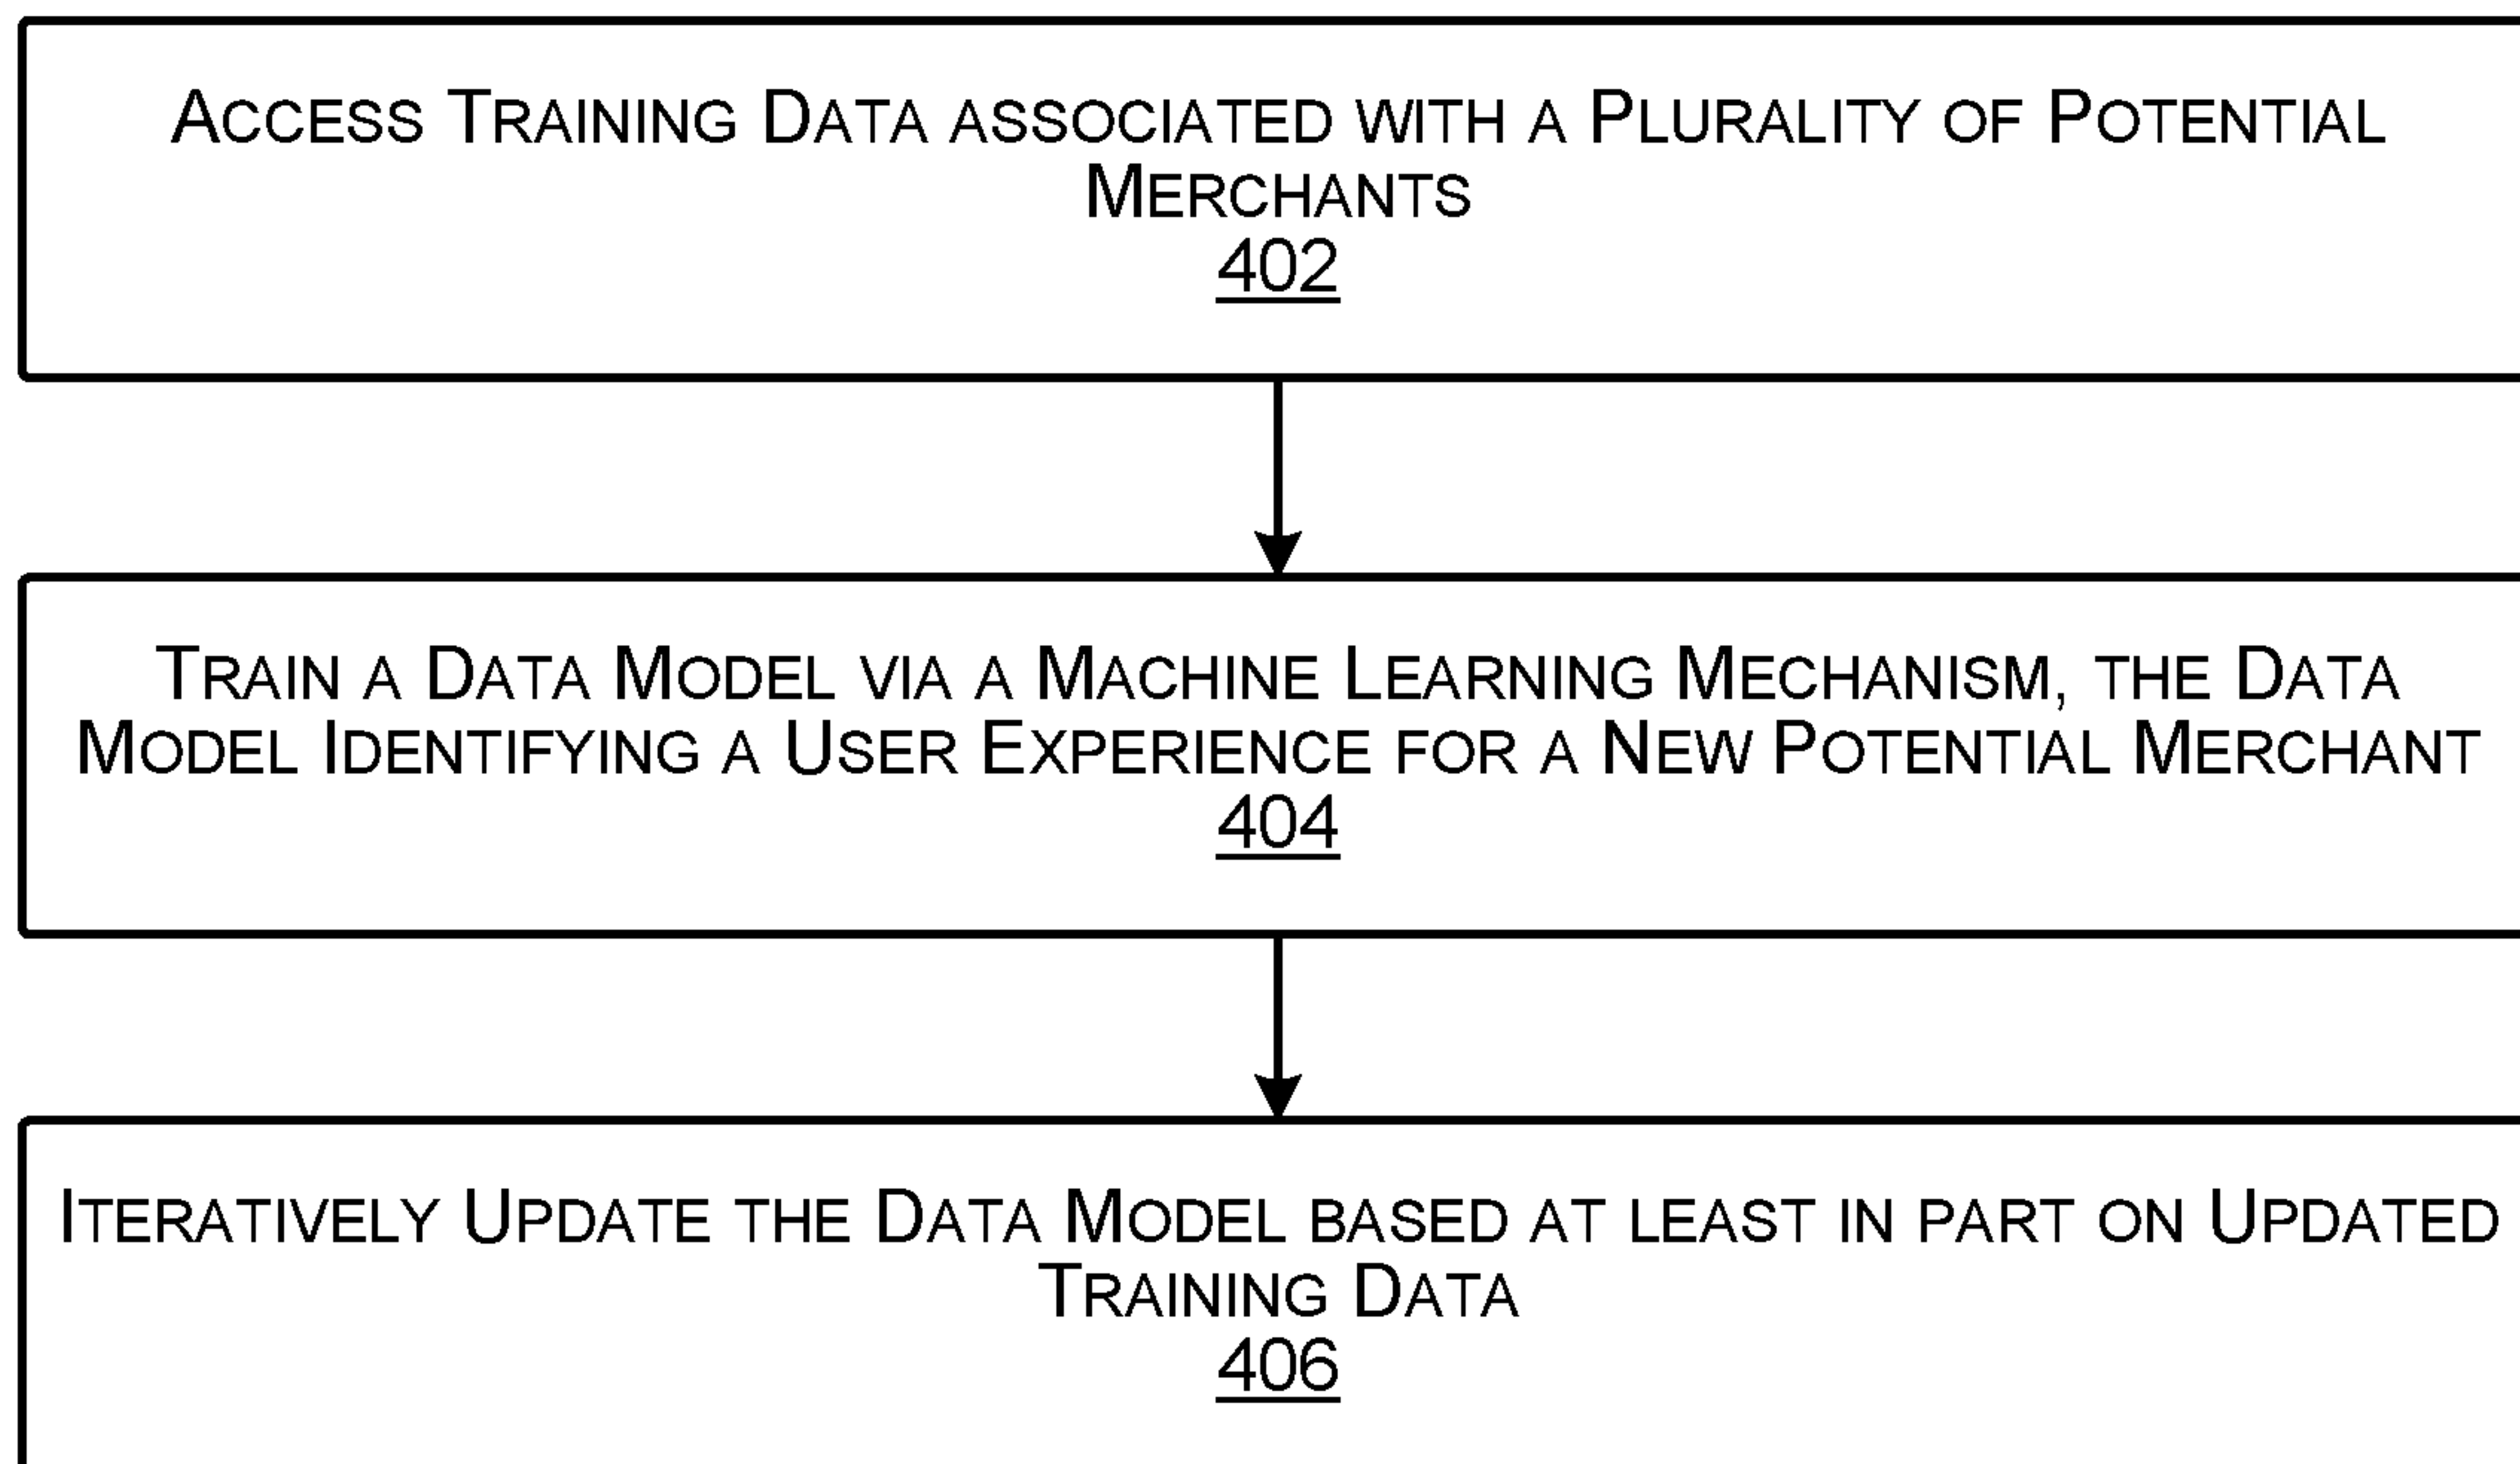 Access Training Data associated with a Plurality of Potential
Merchants
402
Train a Data Model via a Machine Learning Mechanism, the Data
Model Identifying a User Experience for a New Potential Merchant
404
Iteratively Update the Data Model based at least in part on Updated
Training Data
406